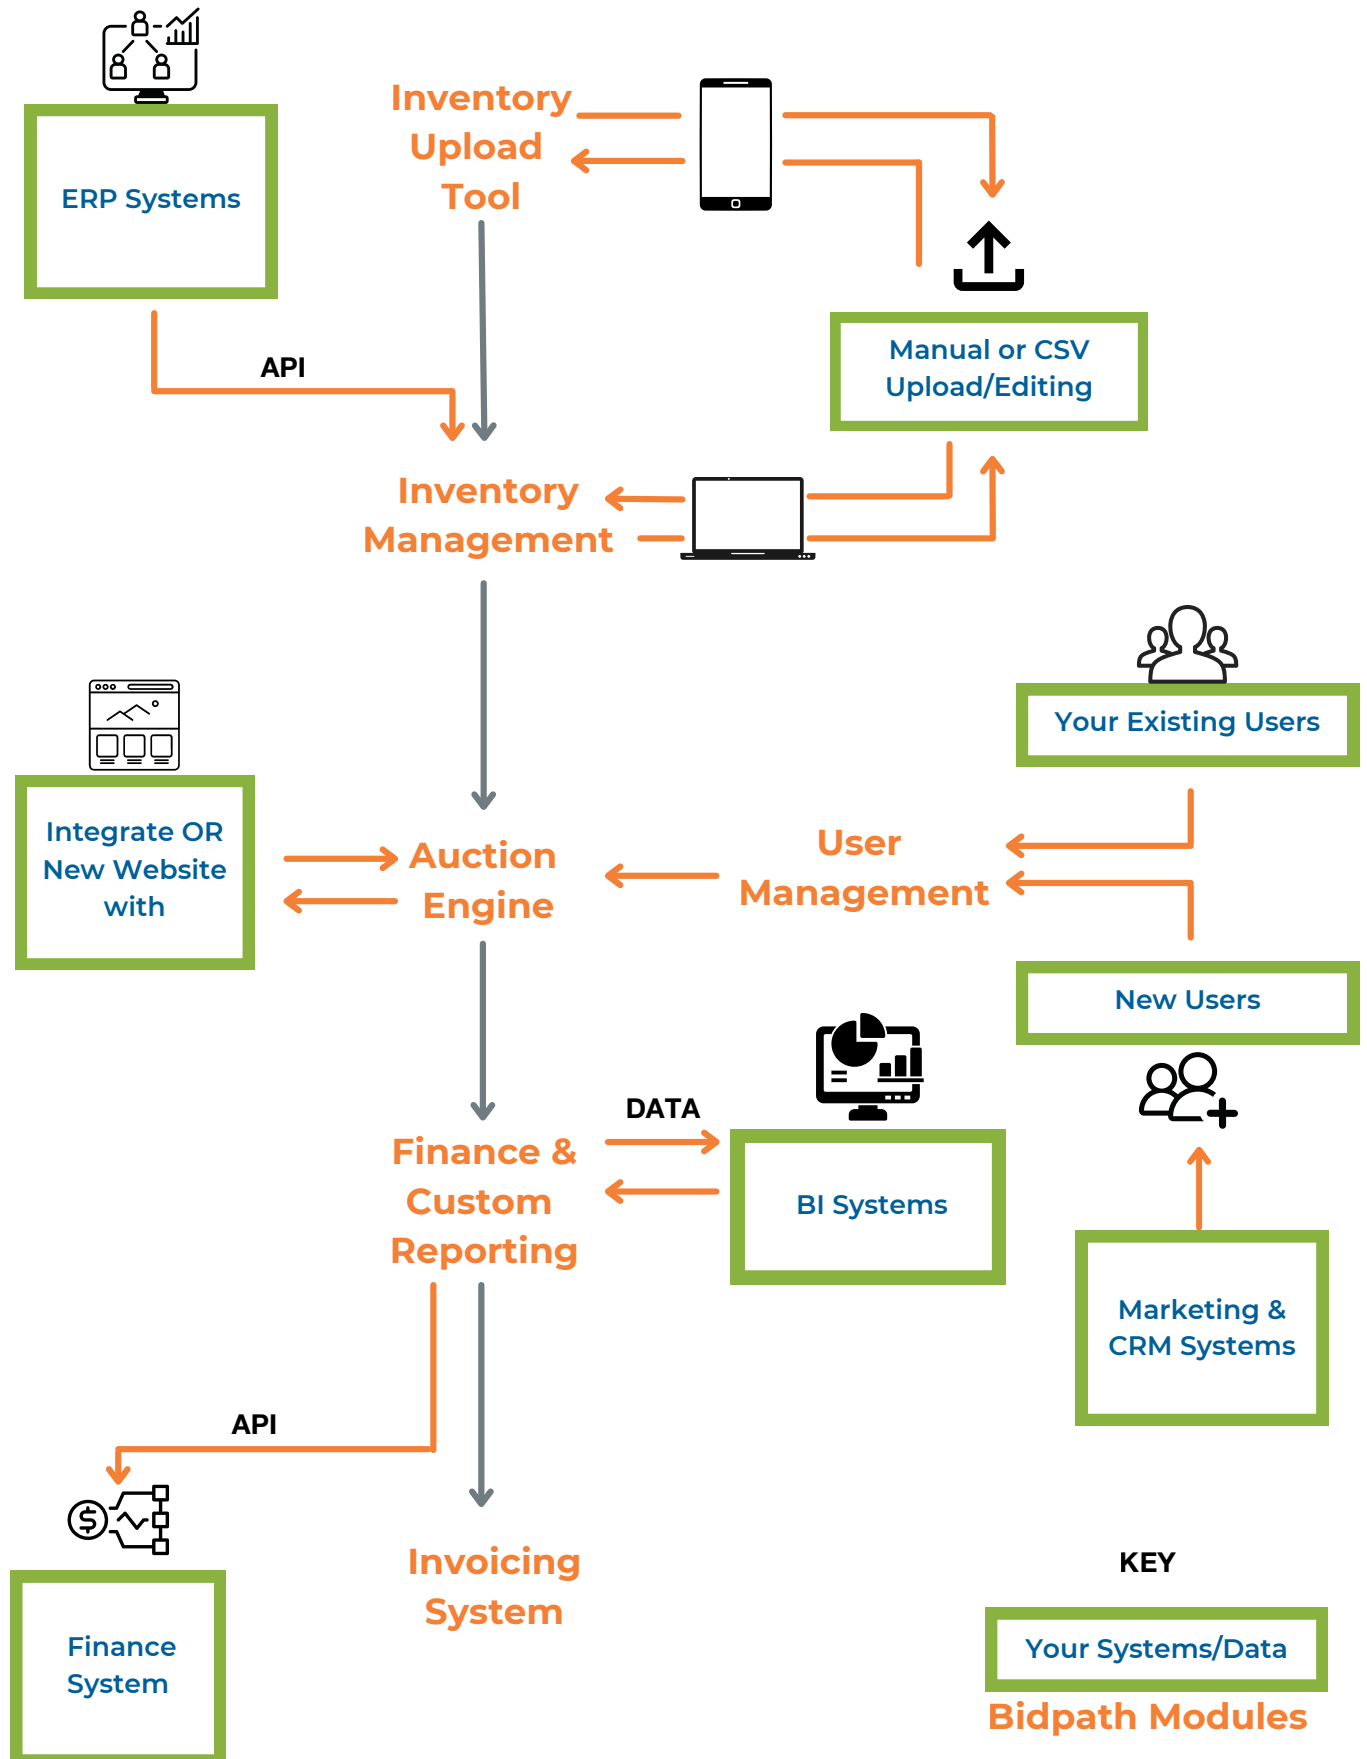 Inventory
Upload
Tool
ERP Systems
API
Manual or CSV
Upload/Editing
Inventory
Management
Your Existing Users
Integrate OR
New Website
with
Auction
Engine
User
Management
New Users
DATA
Finance &
Custom
Reporting
BI Systems
Marketing &
CRM Systems
API
Invoicing
System
Finance
System
KEY
Your Systems/Data
Bidpath Modules